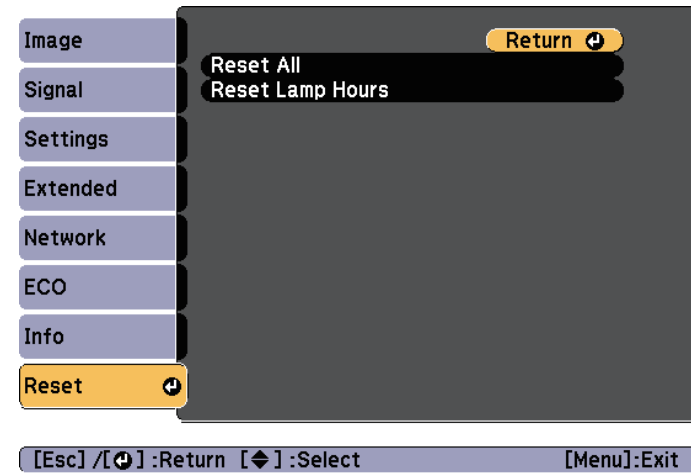 Image
Signal
Settings
Extended
Network
ECO
Info
Reset
Return
Reset All
Reset Lamp Hours
[Esc] /[ ] :Return [ ] :Select [Menu]:Exit